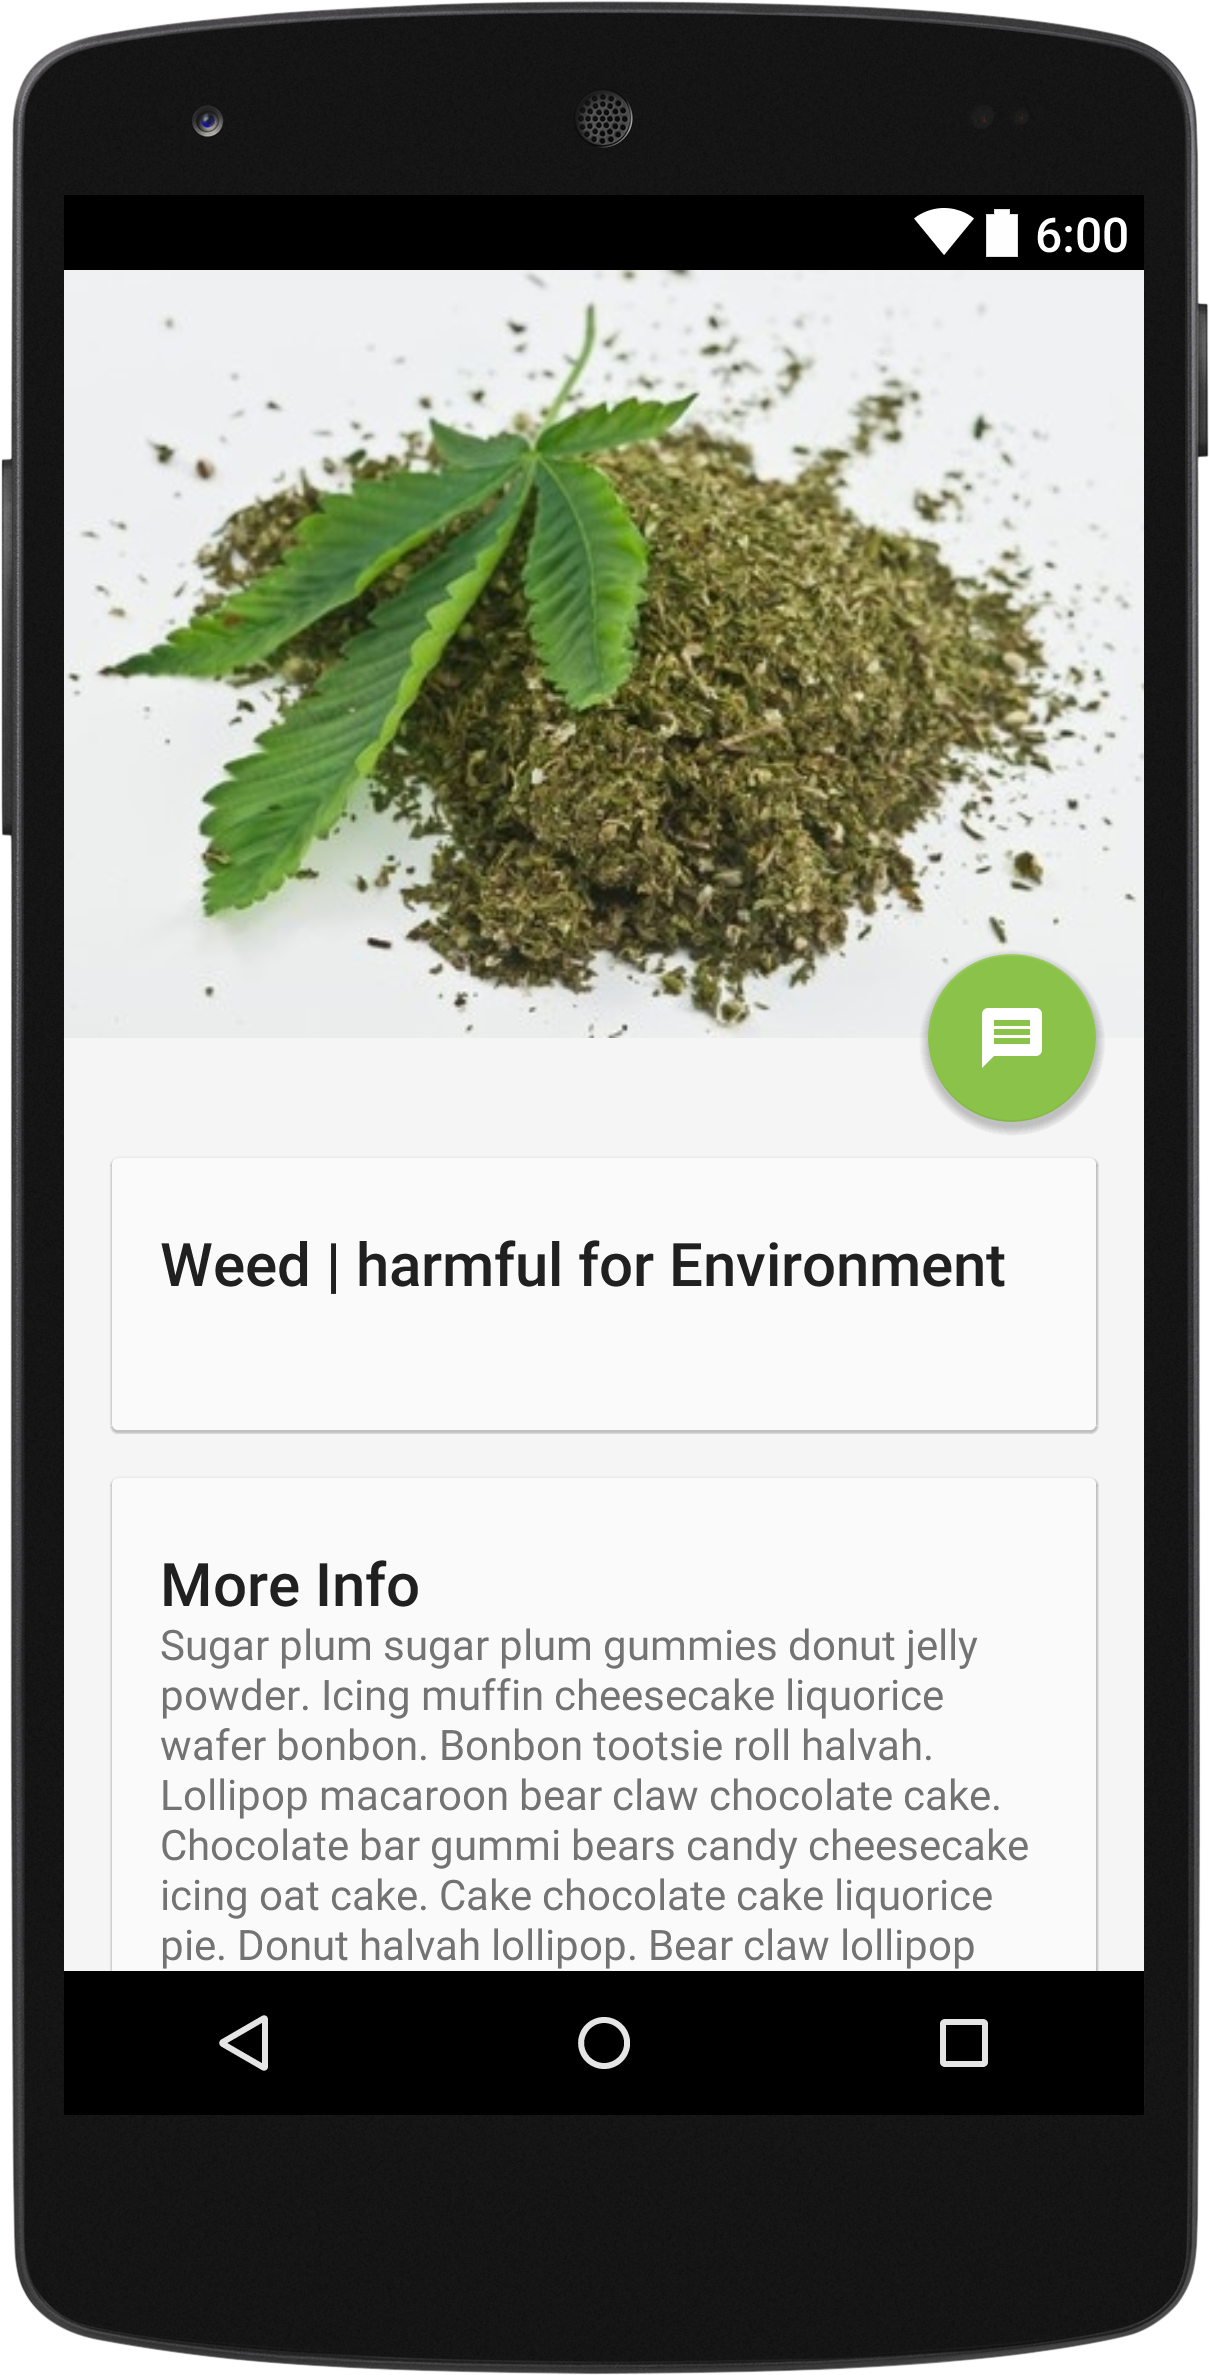 6:00
Weed | harmful for Environment
More Info
Sugar plum sugar plum gummies donut jelly
powder. Icing muffin cheesecake liquorice
wafer bonbon. Bonbon tootsie roll halvah.
Lollipop macaroon bear claw chocolate cake.
Chocolate bar gummi bears candy cheesecake
icing oat cake. Cake chocolate cake liquorice
pie. Donut halvah lollipop. Bear claw lollipop